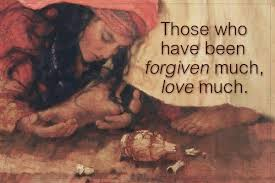 Those who
have been
forgiven much,
love much.